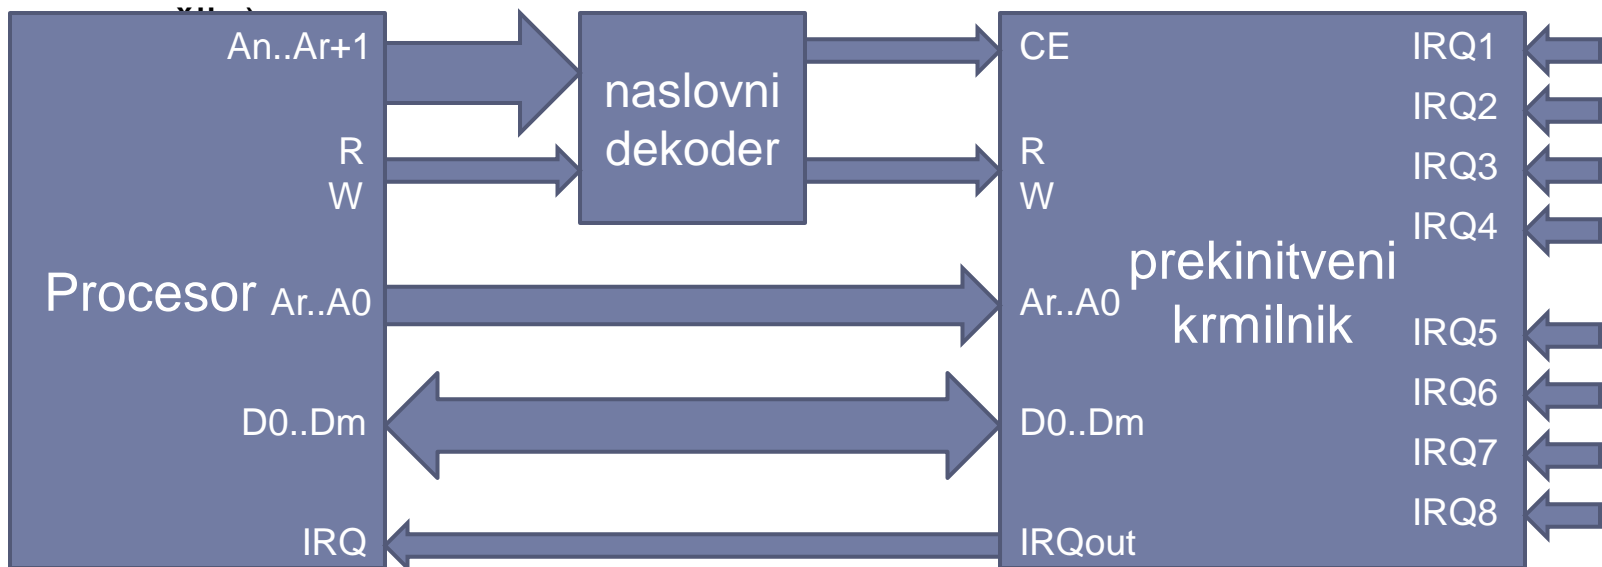 An..Ar+1
R
W
Procesor
Ar..A0
D0..Dm
IRQ
naslovni
dekoder
CE
R
W
Ar..A0
D0..Dm
IRQout
prekinitveni
krmilnik
IRQ1
IRQ2
IRQ3
IRQ4
IRQ5
IRQ6
IRQ7
IRQ8